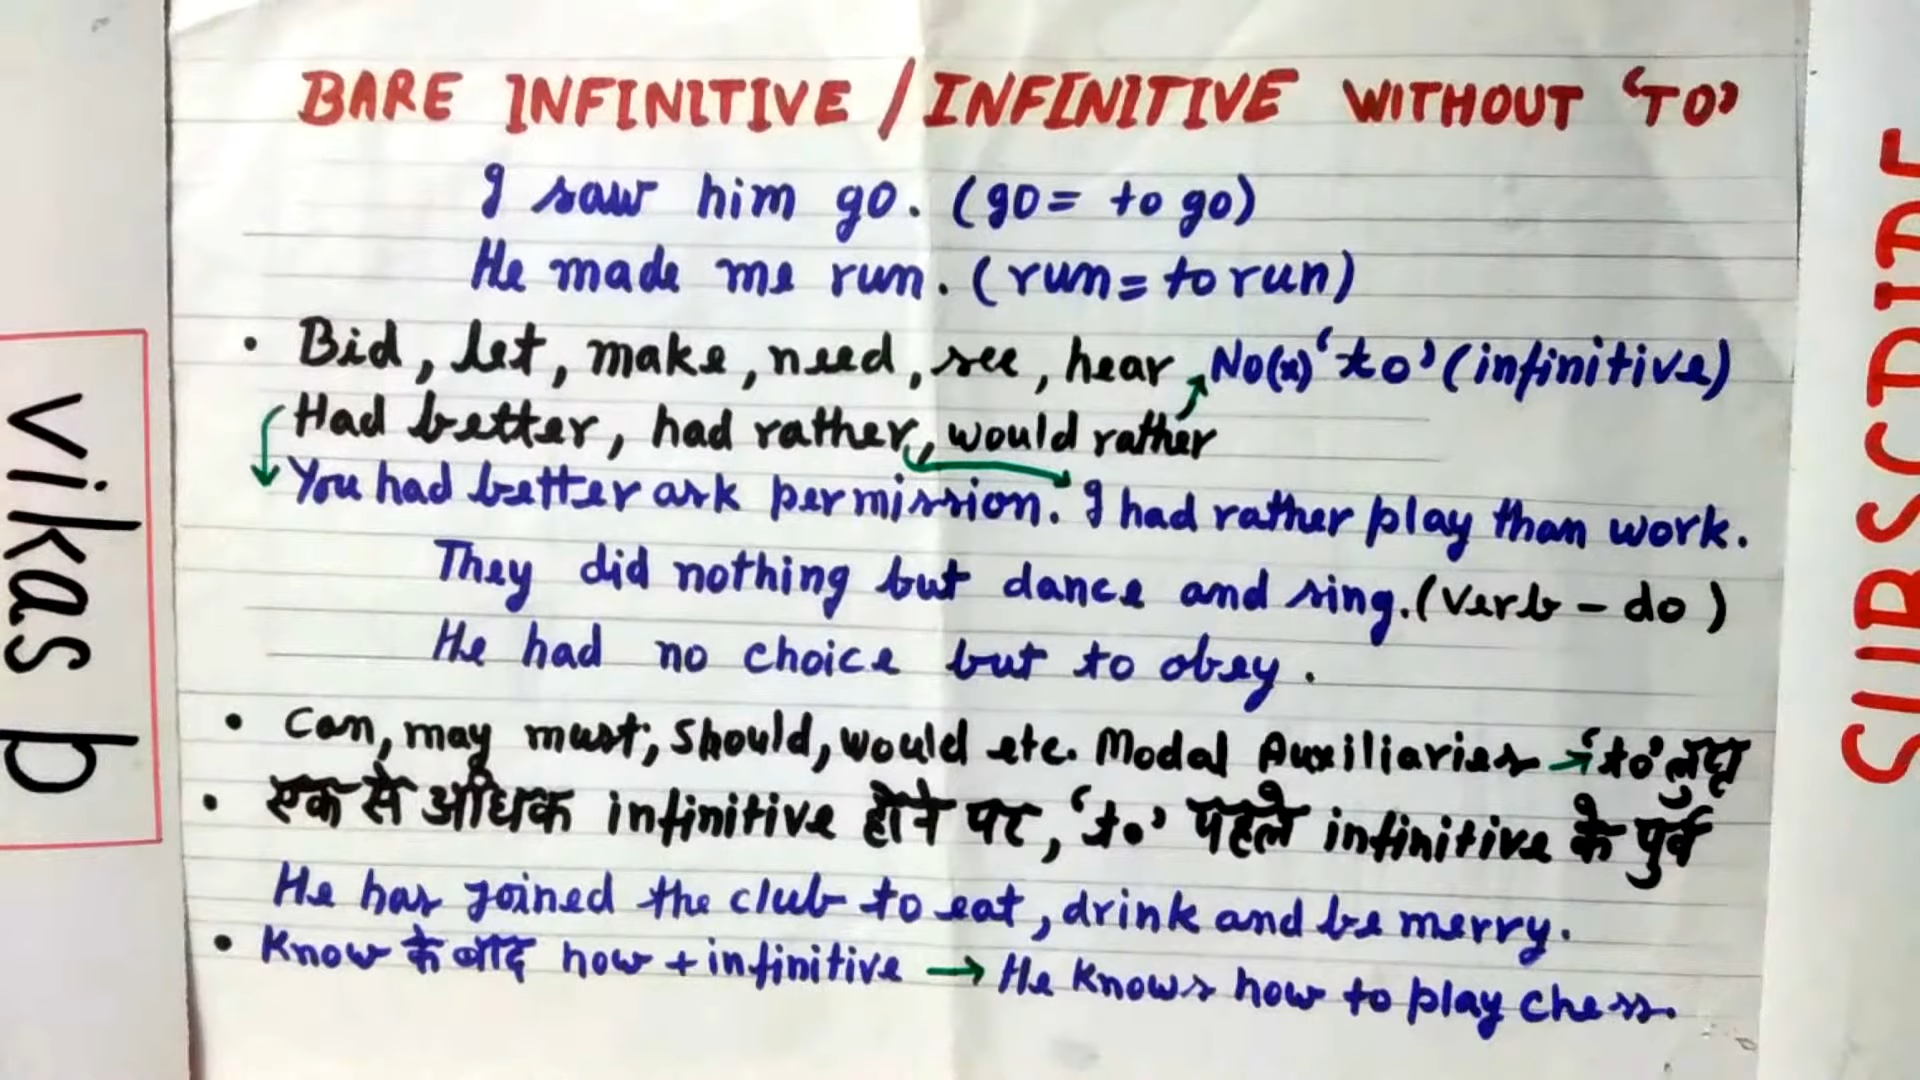 BARE INFINITIVE / INFINITIVE WITHOUT 'TO'
I saw him go. (go = to go)
He made me run. (run = to run)
• Bid, let, make, need, see, hear No(x) 'to' (infinitive)
Had better, had rather, would rather
You had better ask permission. I had rather play than work.
They did nothing but dance and sing. (Verb - do)
He had no choice but to obey.
• Can, may must, should, would etc. Modal Auxiliaries → 'to' लुप्त
• एक से अधिक infinitive होने पर, 'to' पहले infinitive के पुर्व
He has joined the club to eat, drink and be merry.
• Know के बाद how + infinitive → He knows how to play chess.
vikas b
SUBSCRIBE